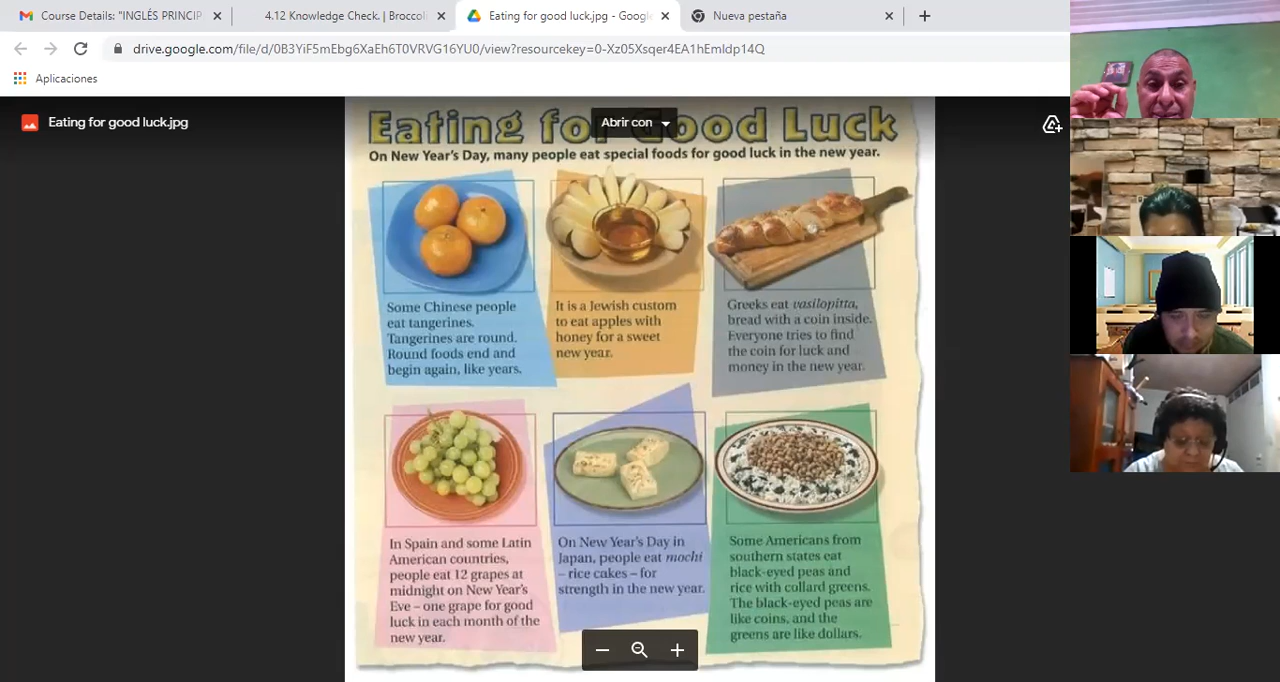 Course Details: "INGLÉS PRINCIP
4.12 Knowledge Check. | Broccoli
Eating for good luck.jpg - Google
Nueva pestaña
drive.google.com/file/d/0B3YiF5mEbg6XaEh6T0VRVG16YU0/view?resourcekey=0-Xz05Xsqer4EA1hEmIdp14Q
Aplicaciones
Eating for good luck.jpg
Abrir con
Eating for Good Luck
On New Year's Day, many people eat special foods for good luck in the new year.
Some Chinese people
eat tangerines.
Tangerines are round.
Round foods end and
begin again, like years.
It is a Jewish custom
to eat apples with
honey for a sweet
new year.
Greeks eat vasilopitta,
bread with a coin inside.
Everyone tries to find
the coin for luck and
money in the new year.
In Spain and some Latin
American countries,
people eat 12 grapes at
midnight on New Year's
Eve – one grape for good
luck in each month of the
new year.
On New Year's Day in
Japan, people eat mochi
– rice cakes – for
strength in the new year.
Some Americans from
southern states eat
black-eyed peas and
rice with collard greens.
The black-eyed peas are
like coins, and the
greens are like dollars.